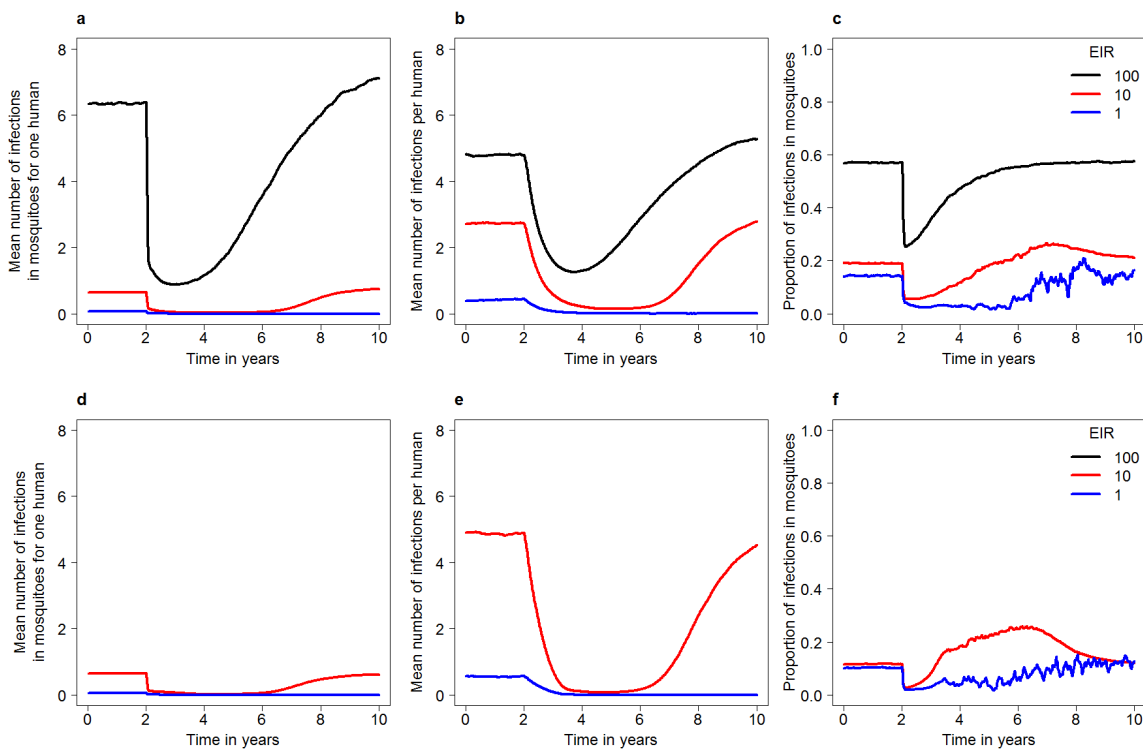 a
Mean number of infections
in mosquitoes for one human
8
6
4
2
0
0 2 4 6 8 10
Time in years
b
Mean number of infections per human
8
6
4
2
0
0 2 4 6 8 10
Time in years
c
Proportion of infections in mosquitoes
1.0
0.8
0.6
0.4
0.2
0.0
0 2 4 6 8 10
Time in years
EIR
100
10
1
d
Mean number of infections
in mosquitoes for one human
8
6
4
2
0
0 2 4 6 8 10
Time in years
e
Mean number of infections per human
8
6
4
2
0
0 2 4 6 8 10
Time in years
f
Proportion of infections in mosquitoes
1.0
0.8
0.6
0.4
0.2
0.0
0 2 4 6 8 10
Time in years
EIR
100
10
1